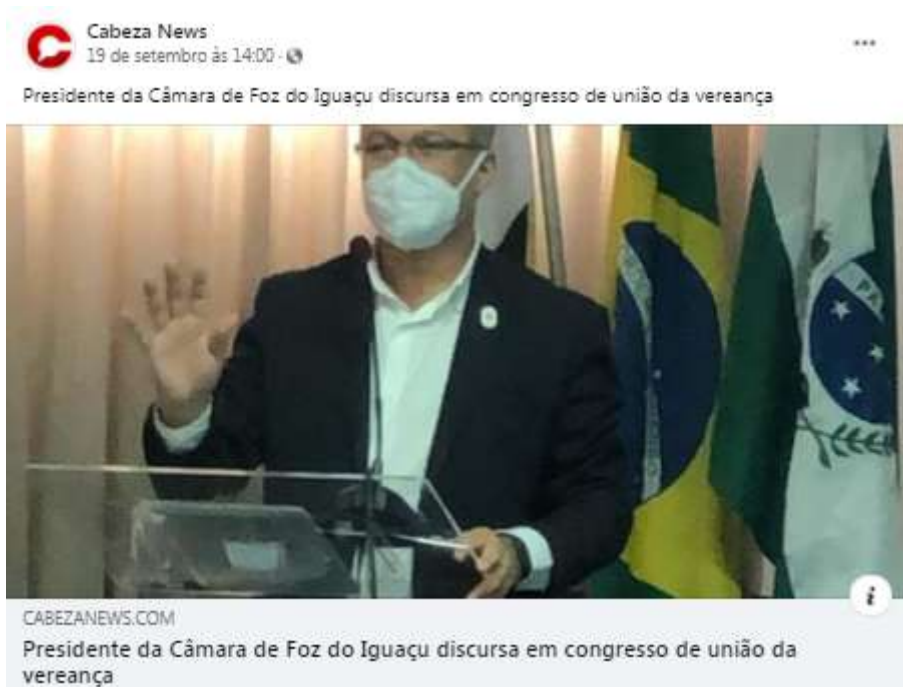 Cabeza News
19 de setembro às 14:00 ·
Presidente da Câmara de Foz do Iguaçu discursa em congresso de união da vereança
PA
CABEZANEWS.COM
Presidente da Câmara de Foz do Iguaçu discursa em congresso de união da
vereança